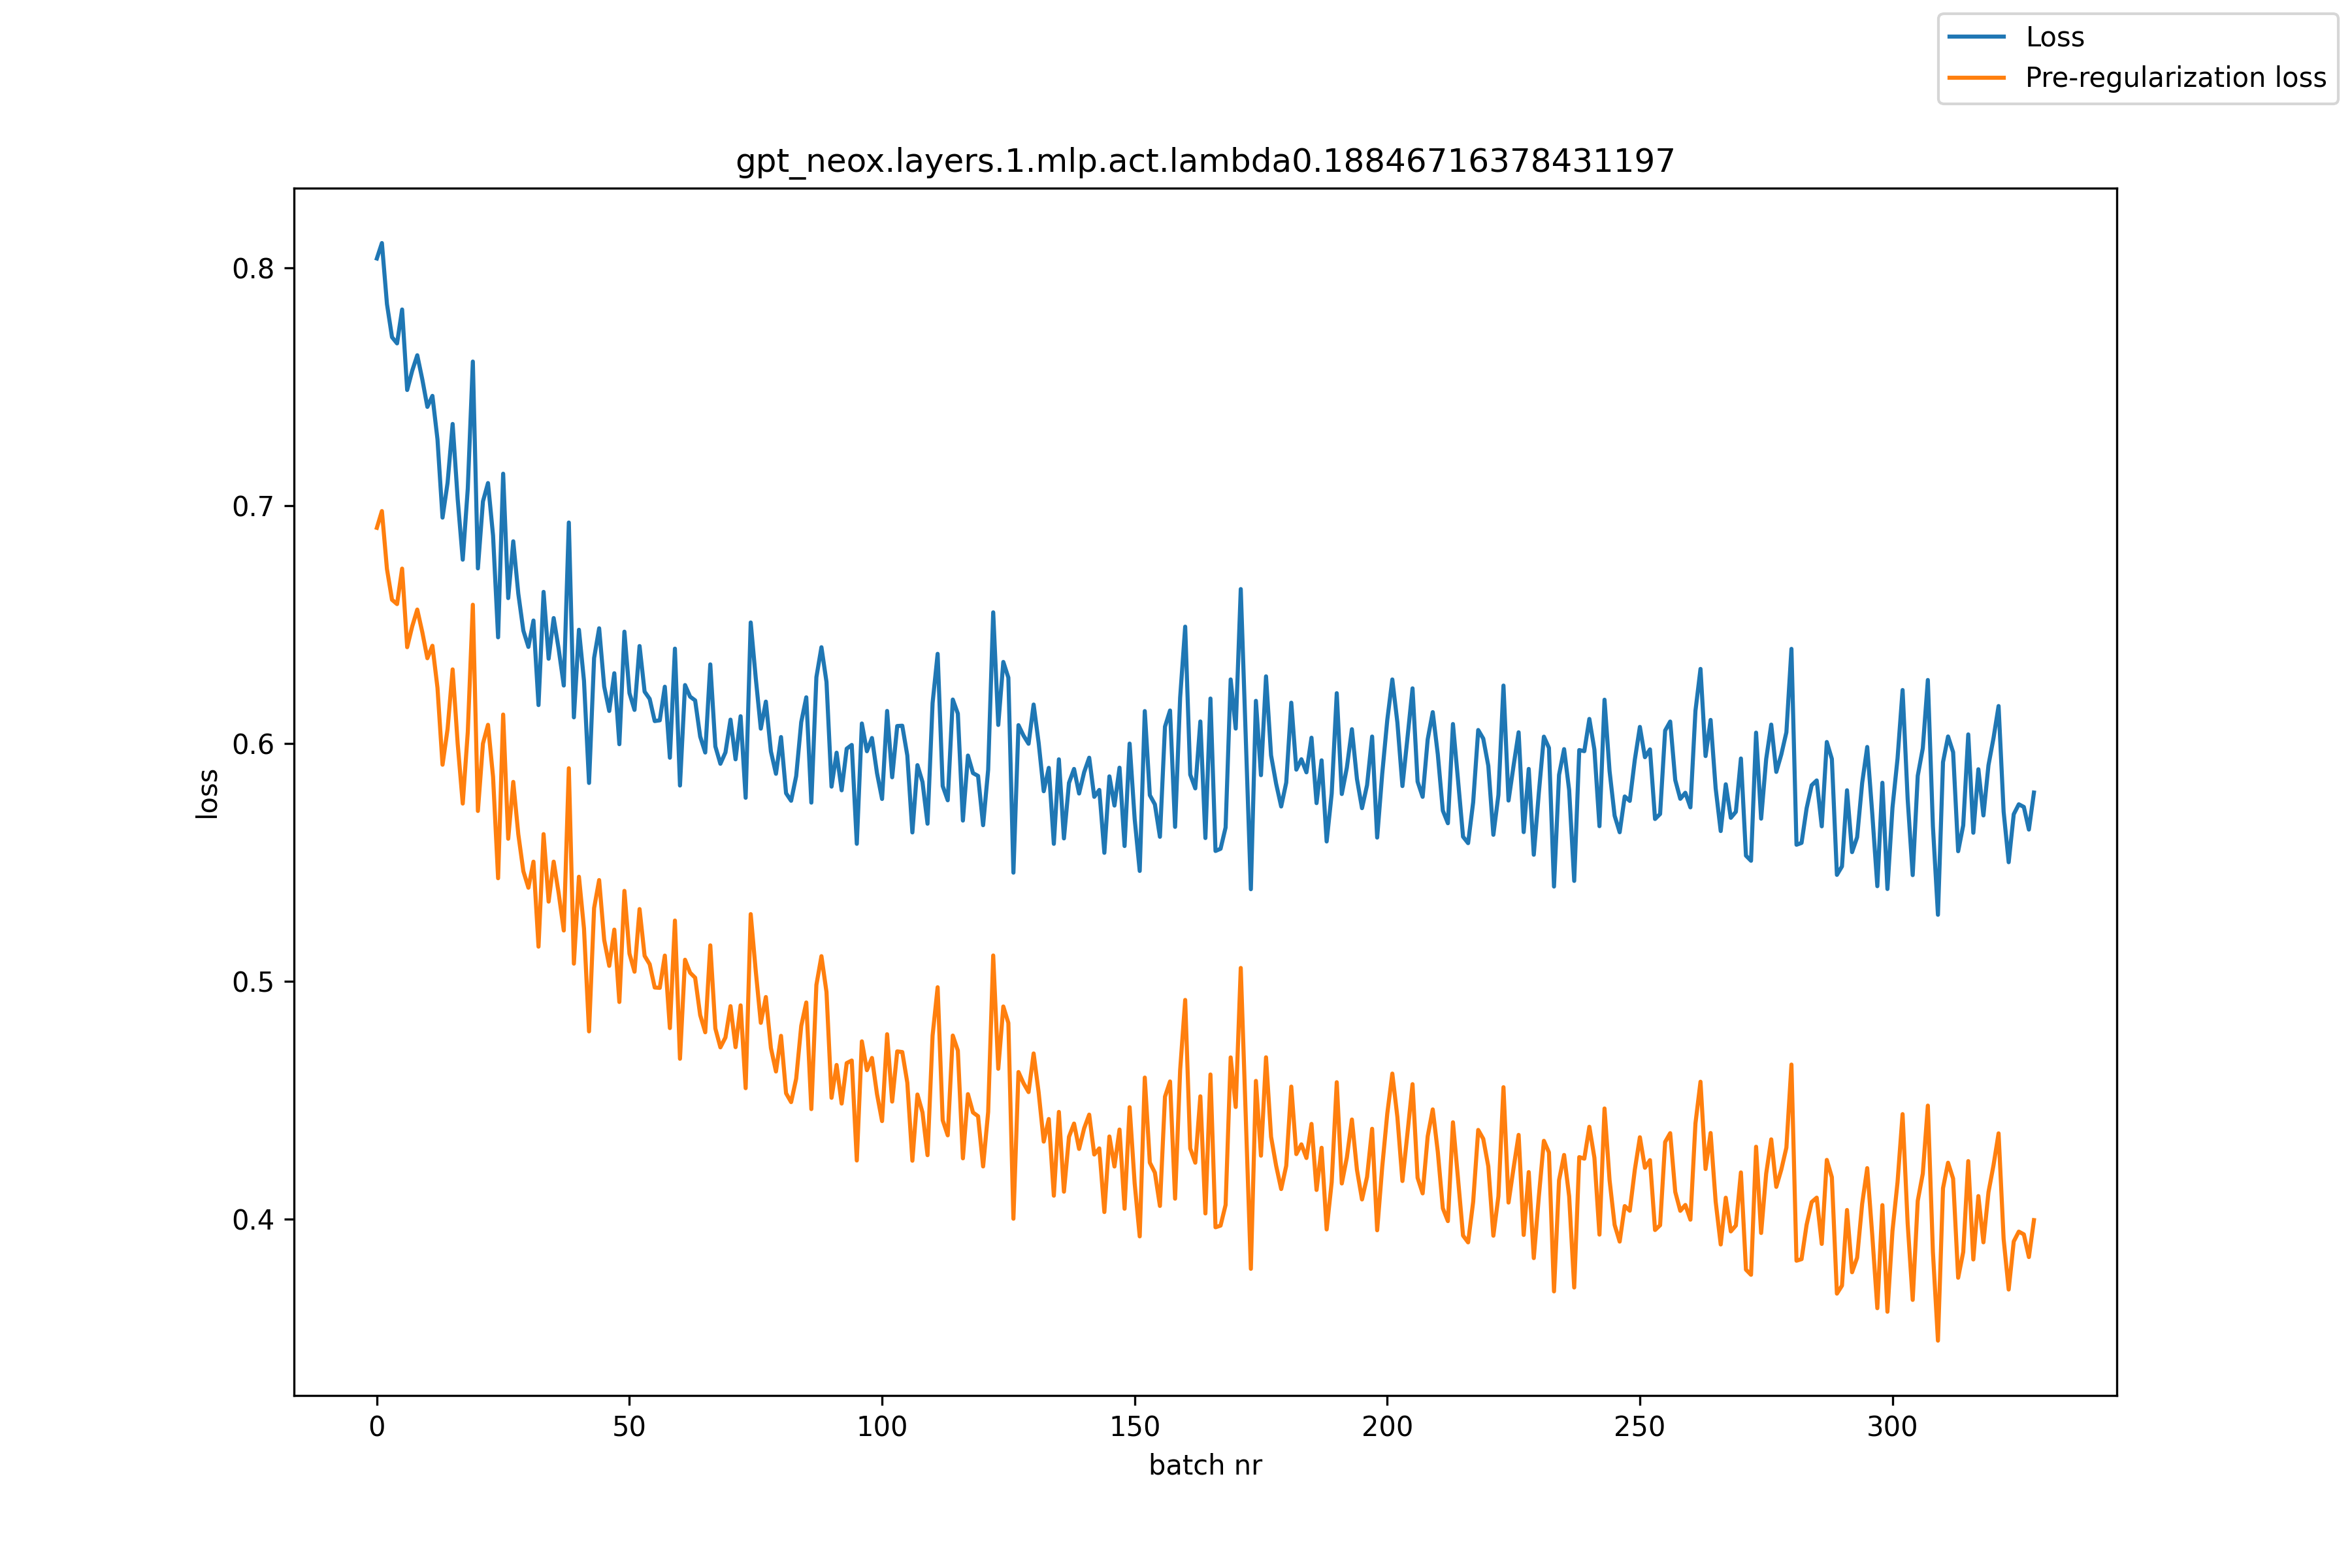 Loss
Pre-regularization loss
gpt_neox.layers.1.mlp.act.lambda0.18846716378431197
0.8
0.7
0.6
0.5
0.4
loss
0 50 100 150 200 250 300
batch nr